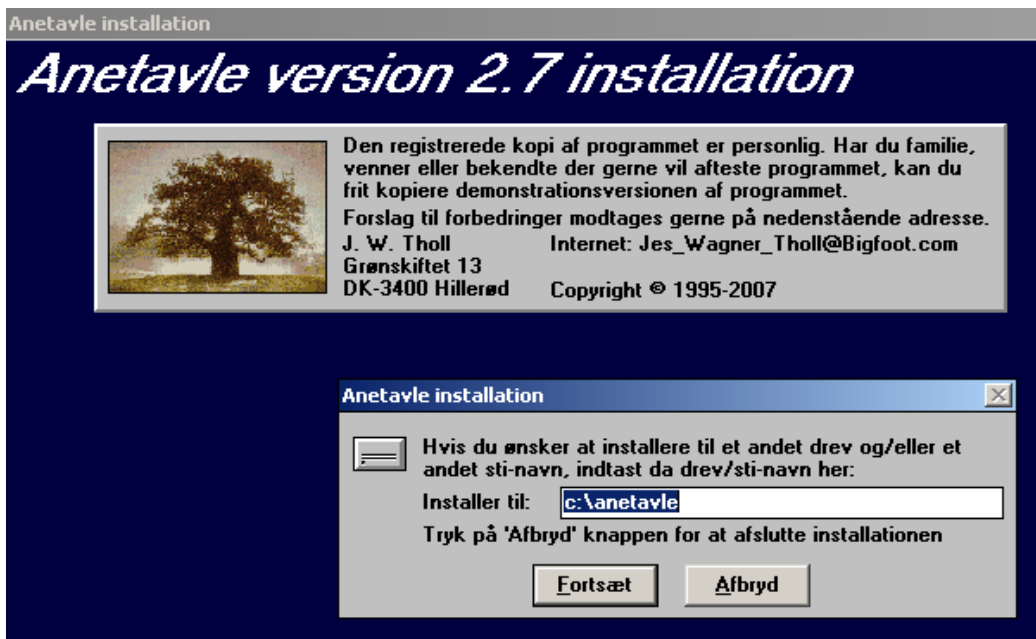 Anetavle installation
Anetavle version 2.7 installation
Den registrerede kopi af programmet er personlig. Har du familie,
venner eller bekendte der gerne vil afteste programmet, kan du
frit kopiere demonstrationsversionen af programmet.
Forslag til forbedringer modtages gerne på nedenstående adresse.
J. W. Tholl Internet: Jes_Wagner_Tholl@Bigfoot.com
Grønskiftet 13
DK-3400 Hillerød Copyright © 1995-2007
Anetavle installation
Hvis du ønsker at installere til et andet drev og/eller et
andet sti-navn, indtast da drev/sti-navn her:
Installer til: c:\anetavle
Tryk på 'Afbryd' knappen for at afslutte installationen
Fortsæt Afbryd